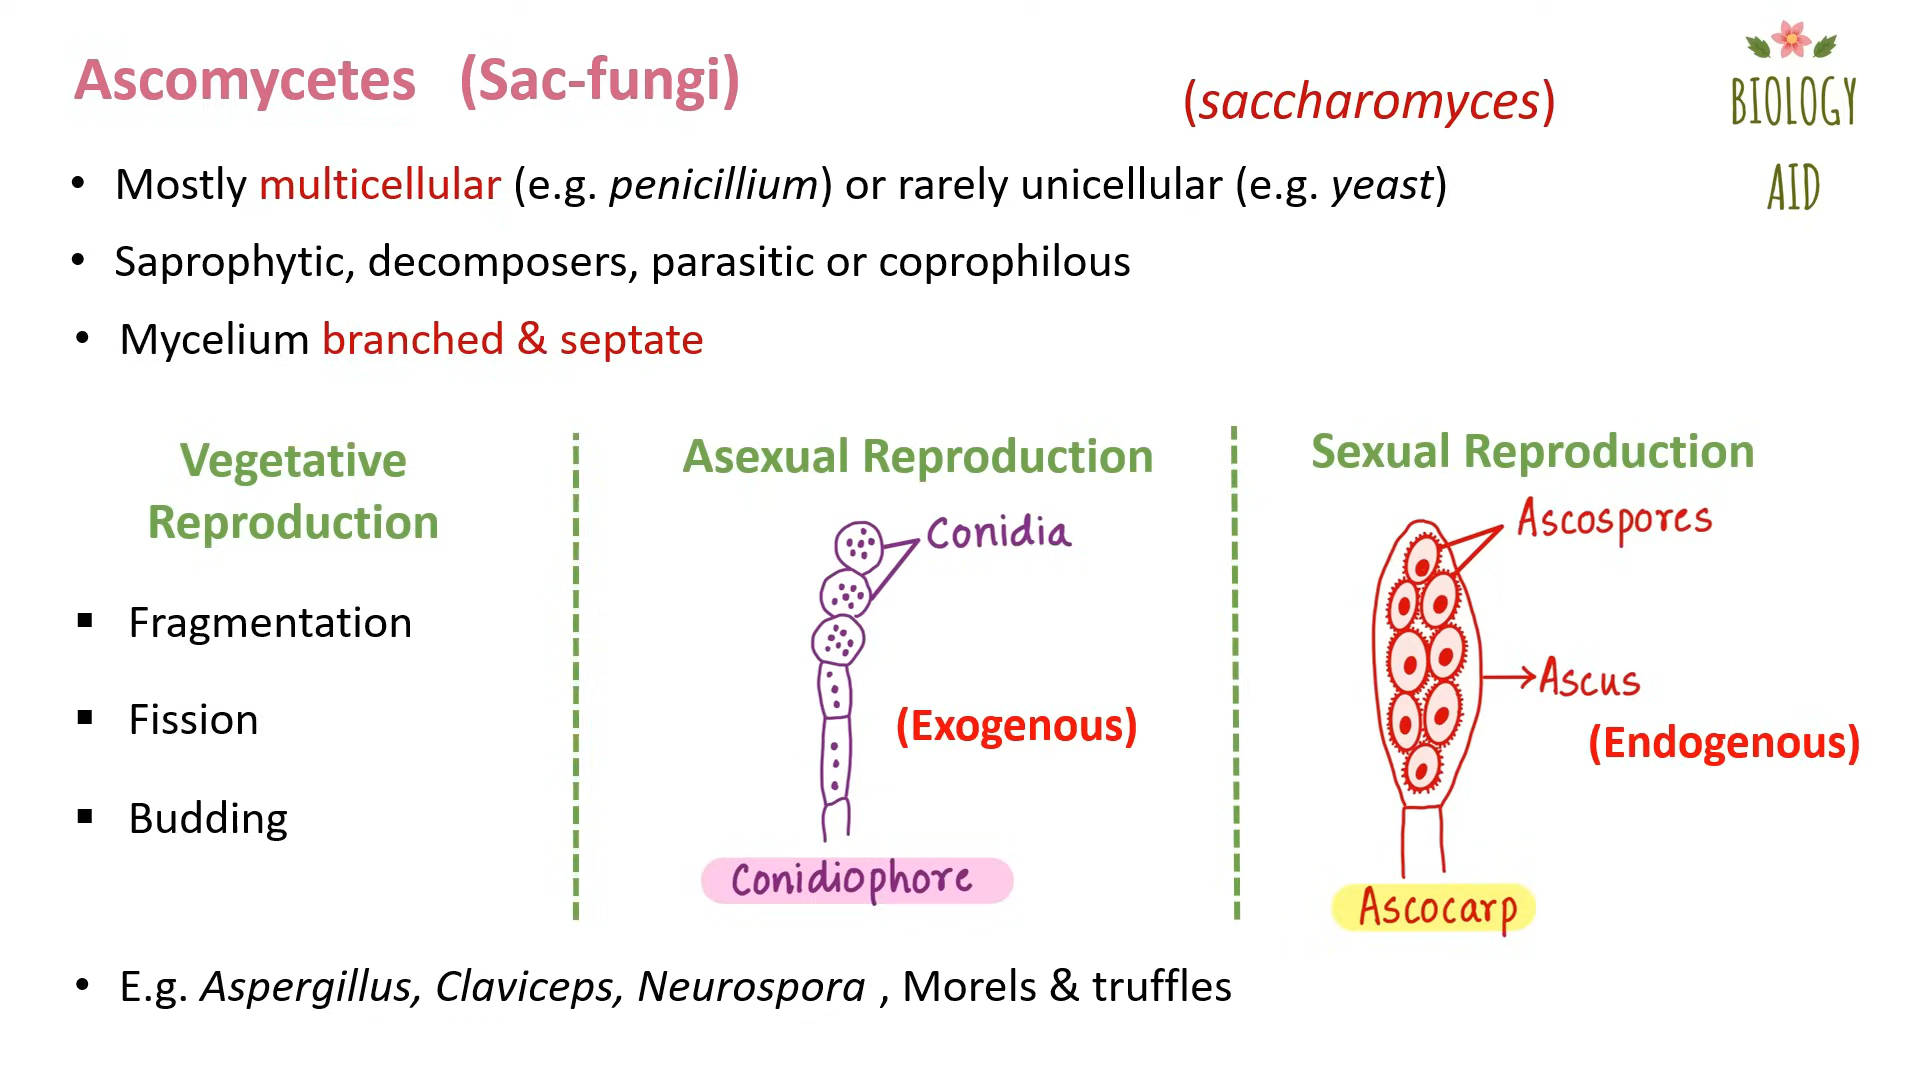 Ascomycetes (Sac-fungi)
(saccharomyces)
BIOLOGY
AID
• Mostly multicellular (e.g. penicillium) or rarely unicellular (e.g. yeast)
• Saprophytic, decomposers, parasitic or coprophilous
• Mycelium branched & septate
Vegetative
Reproduction
▪ Fragmentation
▪ Fission
▪ Budding
Asexual Reproduction
Conidia
(Exogenous)
Conidiophore
Sexual Reproduction
Ascospores
Ascus
(Endogenous)
Ascocarp
• E.g. Aspergillus, Claviceps, Neurospora , Morels & truffles